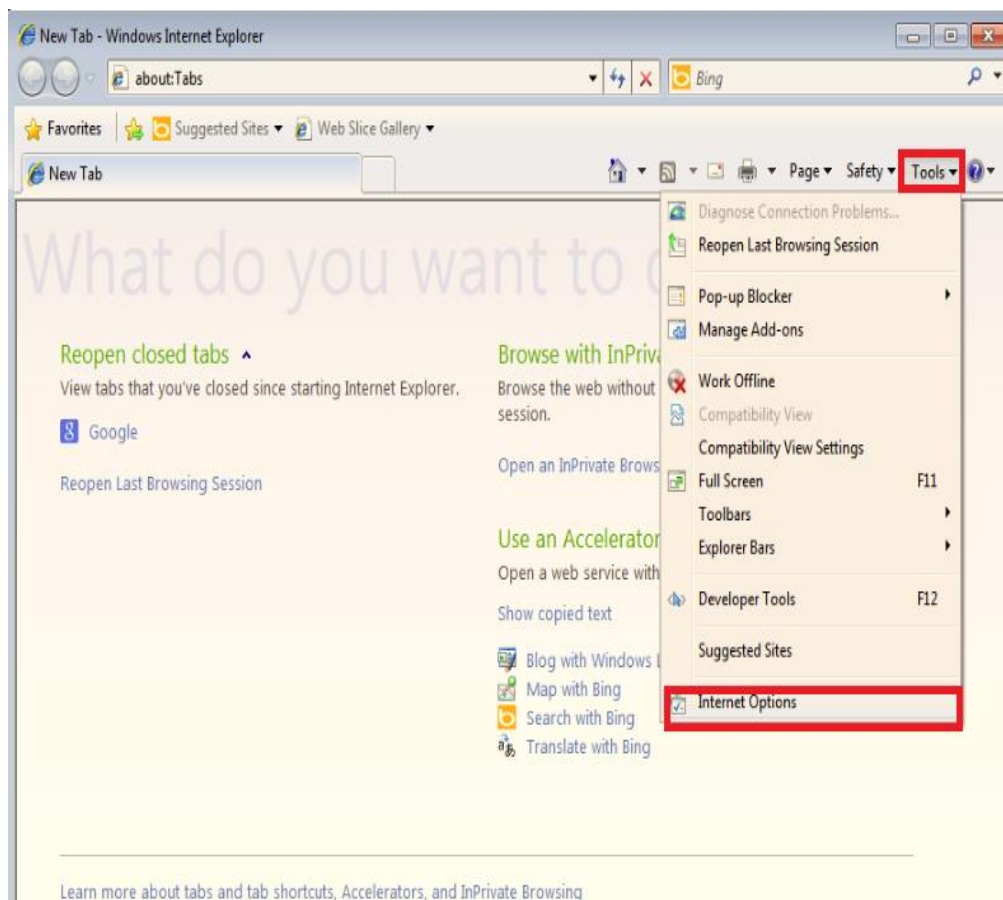 New Tab - Windows Internet Explorer
about:Tabs
Bing
Favorites
Suggested Sites
Web Slice Gallery
New Tab
Page
Safety
Tools
What do you want to
Reopen closed tabs
View tabs that you've closed since starting Internet Explorer.
Google
Reopen Last Browsing Session
Browse with InPriva
Browse the web without
session.
Open an InPrivate Brows
Use an Accelerator
Open a web service with
Show copied text
Blog with Windows L
Map with Bing
Search with Bing
Translate with Bing
Diagnose Connection Problems...
Reopen Last Browsing Session
Pop-up Blocker
Manage Add-ons
Work Offline
Compatibility View
Compatibility View Settings
Full Screen F11
Toolbars
Explorer Bars
Developer Tools F12
Suggested Sites
Internet Options
Learn more about tabs and tab shortcuts, Accelerators, and InPrivate Browsing